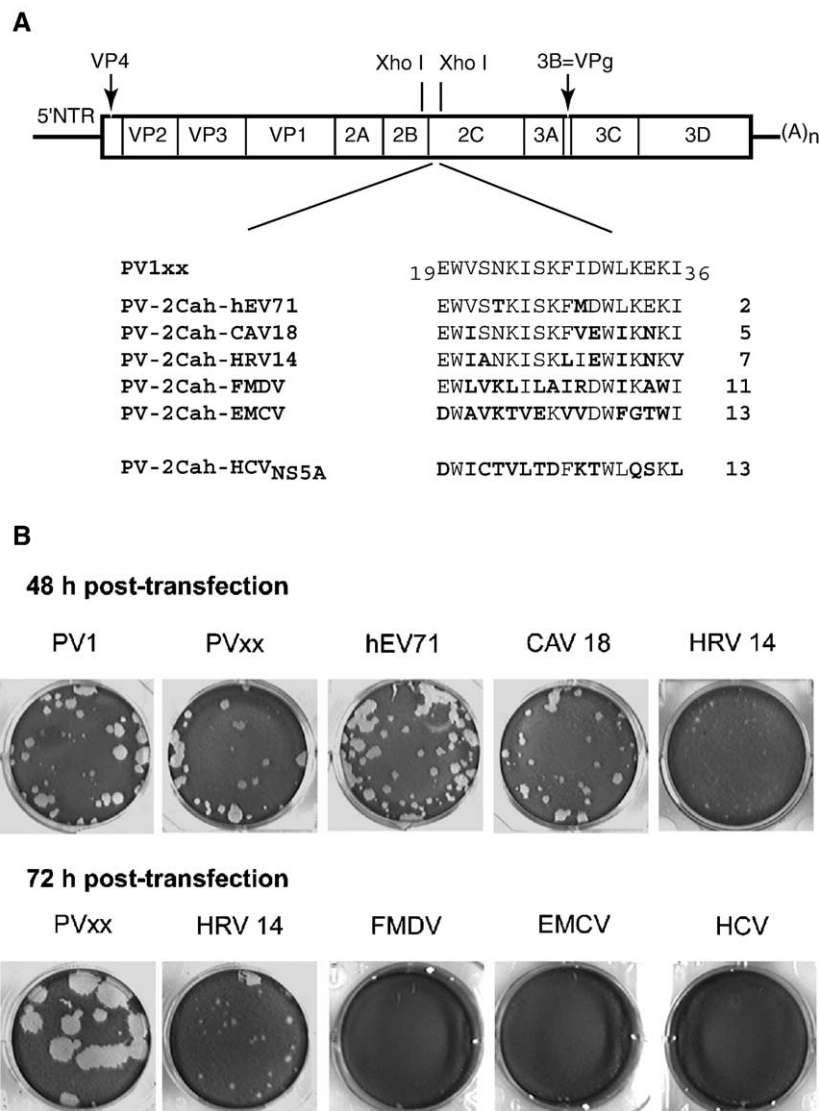 A
VP4 Xho I Xho I 3B=VPg
5'NTR VP2 VP3 VP1 2A 2B 2C 3A 3C 3D (A)n
PV1xx 19EWVSNKISKFIDWLKEKI36
PV-2Cah-hEV71 EWVSTKISKFMDWLKEKI 2
PV-2Cah-CAV18 EWISNKISKFVEWIKNKI 5
PV-2Cah-HRV14 EWIANKISKLIEWIKNKV 7
PV-2Cah-FMDV EWLVKLILAIRDWIKAWI 11
PV-2Cah-EMCV DWAVKTVEKVVDWFGTWI 13
PV-2Cah-HCVNS5A DWICTVLTDFKTWLQSKL 13
B
48 h post-transfection
PV1 PVxx hEV71 CAV 18 HRV 14
72 h post-transfection
PVxx HRV 14 FMDV EMCV HCV